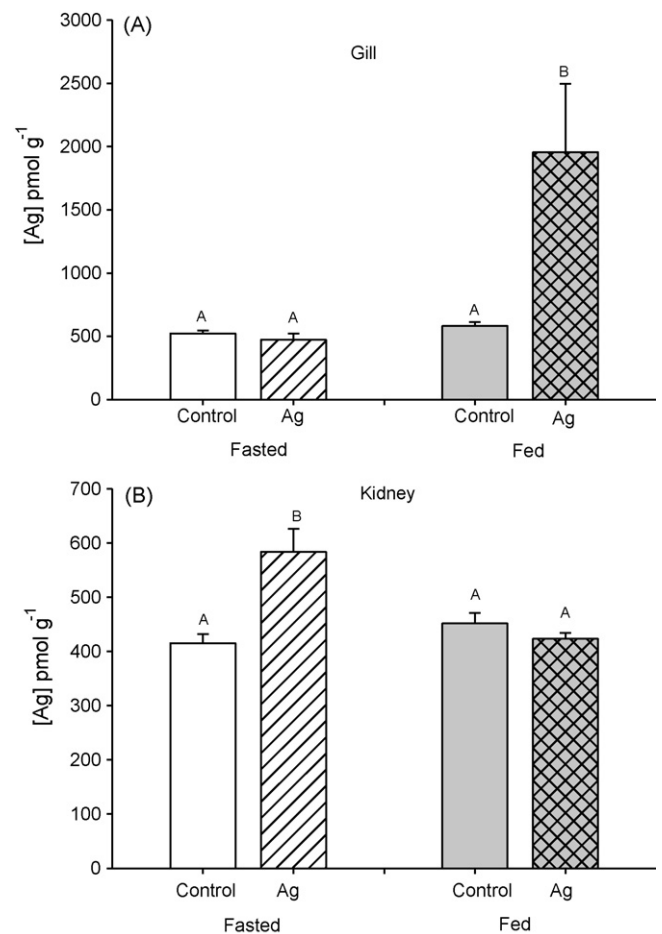 (A)
Gill
[Ag] pmol g⁻¹
3000
2500
2000
1500
1000
500
0
A
A
A
B
Control Ag Control Ag
Fasted Fed
(B)
Kidney
[Ag] pmol g⁻¹
700
600
500
400
300
200
100
0
A
B
A
A
Control Ag Control Ag
Fasted Fed